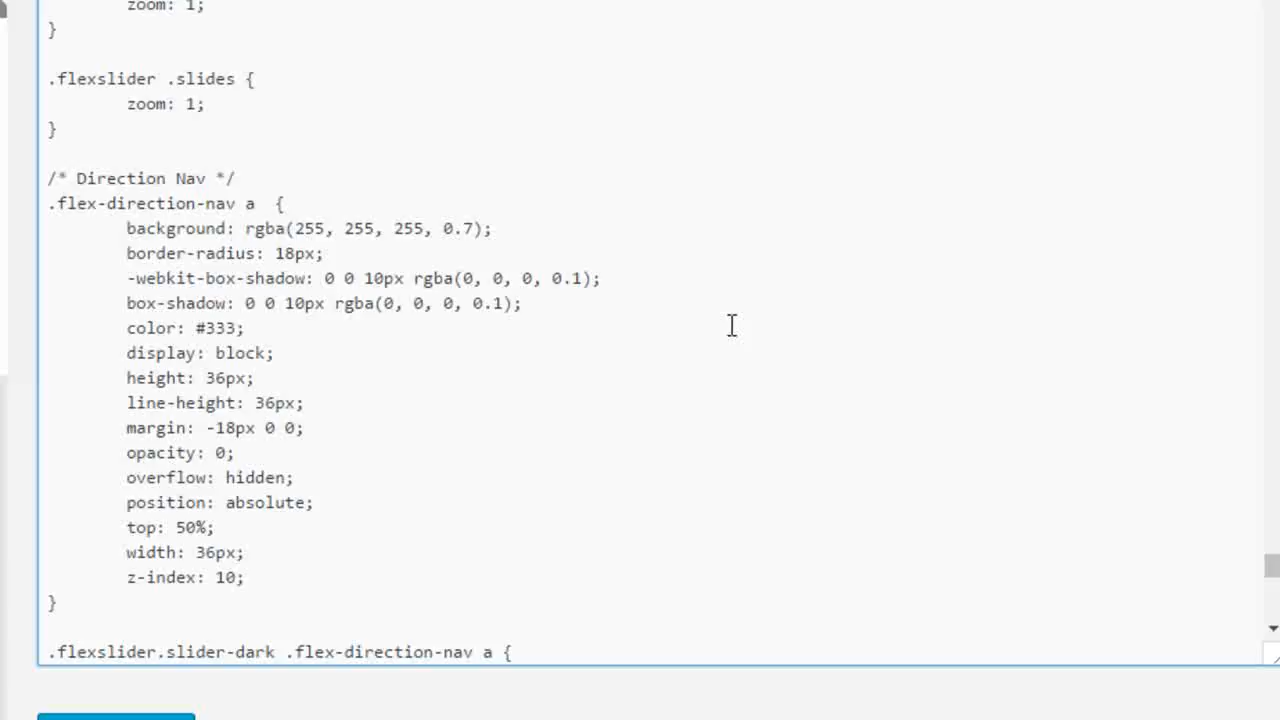 zoom: 1;
}
.flexslider .slides {
zoom: 1;
}
/* Direction Nav */
.flex-direction-nav a  {
background: rgba(255, 255, 255, 0.7);
border-radius: 18px;
-webkit-box-shadow: 0 0 10px rgba(0, 0, 0, 0.1);
box-shadow: 0 0 10px rgba(0, 0, 0, 0.1);
color: #333;
display: block;
height: 36px;
line-height: 36px;
margin: -18px 0 0;
opacity: 0;
overflow: hidden;
position: absolute;
top: 50%;
width: 36px;
z-index: 10;
}
.flexslider.slider-dark .flex-direction-nav a {